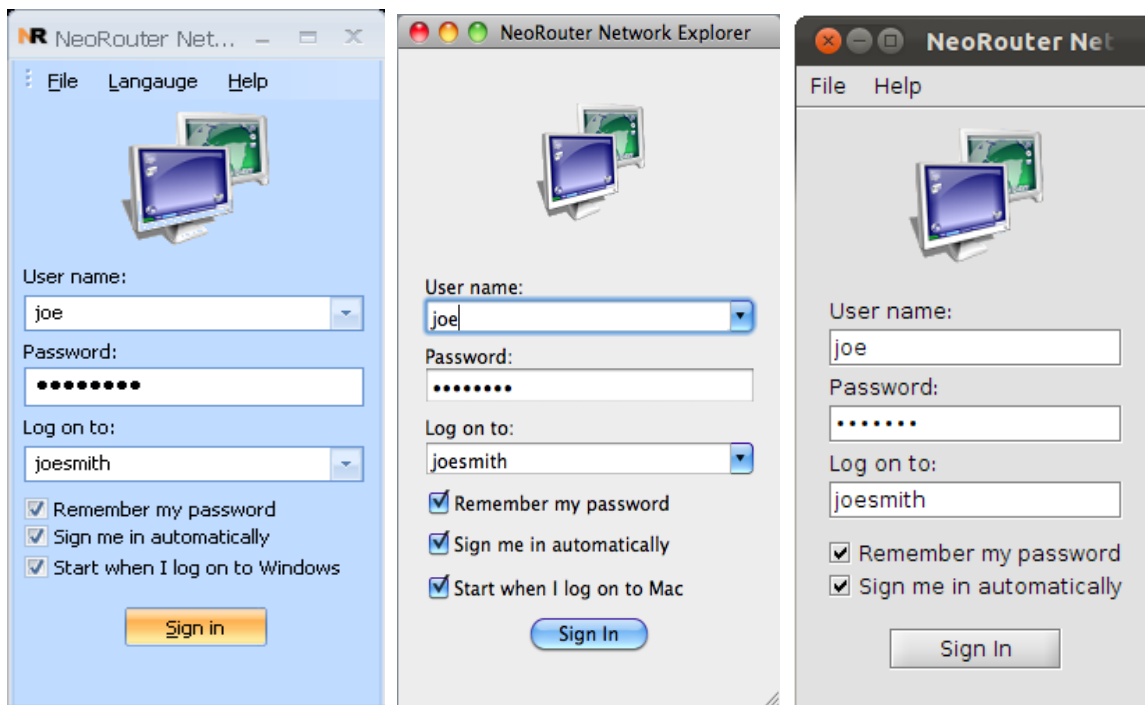 NR NeoRouter Net...
File Langauge Help
User name:
joe
Password:
••••••••
Log on to:
joesmith
Remember my password
Sign me in automatically
Start when I log on to Windows
Sign in
NeoRouter Network Explorer
User name:
joe
Password:
••••••••
Log on to:
joesmith
Remember my password
Sign me in automatically
Start when I log on to Mac
Sign In
NeoRouter Net
File Help
User name:
joe
Password:
•••••••
Log on to:
joesmith
Remember my password
Sign me in automatically
Sign In